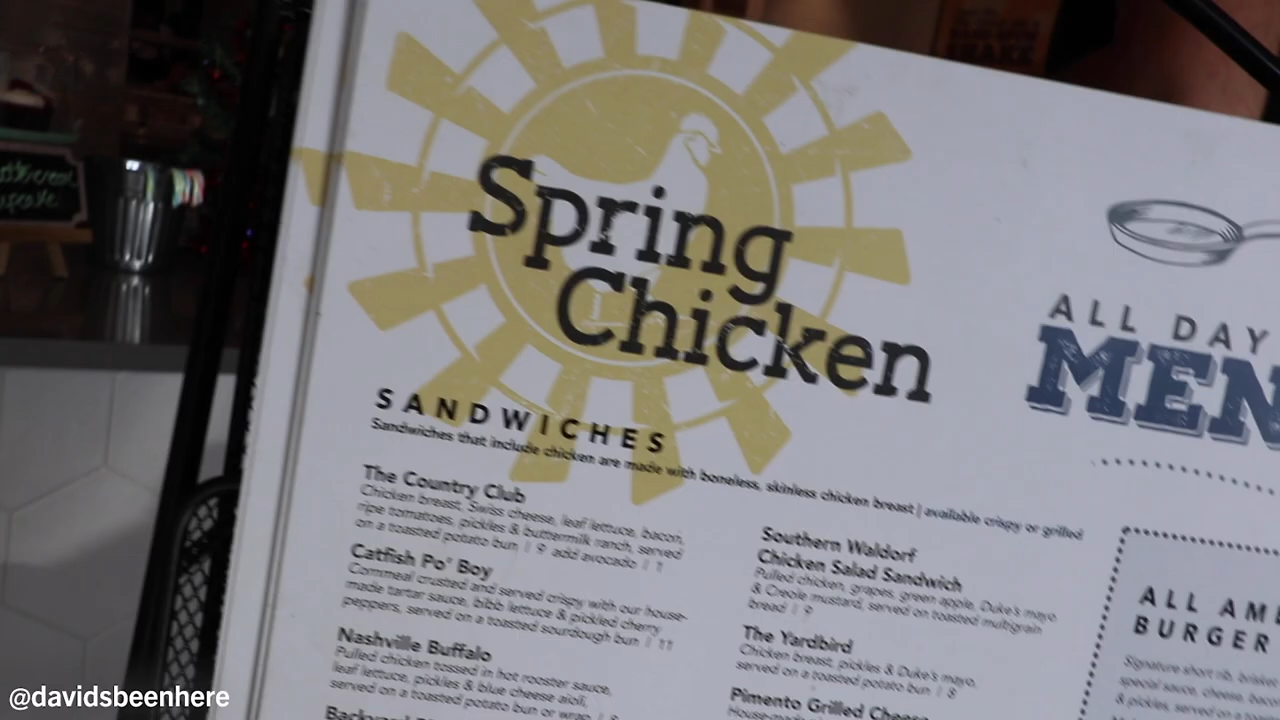 Spring
Chicken
ALL DAY
MEN
SANDWICHES
Sandwiches that include chicken are made with boneless, skinless chicken breast | available crispy or grilled
The Country Club
Chicken breast, Swiss cheese, leaf lettuce, bacon,
ripe tomatoes, pickles & buttermilk ranch, served
on a toasted potato bun | 9 add avocado | 1
Catfish Po' Boy
Cornmeal crusted and served crispy with our house-
made tartar sauce, bibb lettuce & pickled cherry
peppers, served on a toasted sourdough bun | 11
Nashville Buffalo
Pulled chicken tossed in hot rooster sauce,
leaf lettuce, pickles & blue cheese aioli,
served on a toasted potato bun or wrap
Southern Waldorf
Chicken Salad Sandwich
Pulled chicken, grapes, green apple, Duke's mayo
& Creole mustard, served on toasted multigrain
bread | 9
The Yardbird
Chicken breast, pickles & Duke's mayo,
served on a toasted potato bun | 8
Pimento Grilled Cheese
House-made
ALL AM
BURGER
Signature short rib, brisket
special sauce, cheese, bacon
& pickles, served on a toasted
@davidsbeenhere